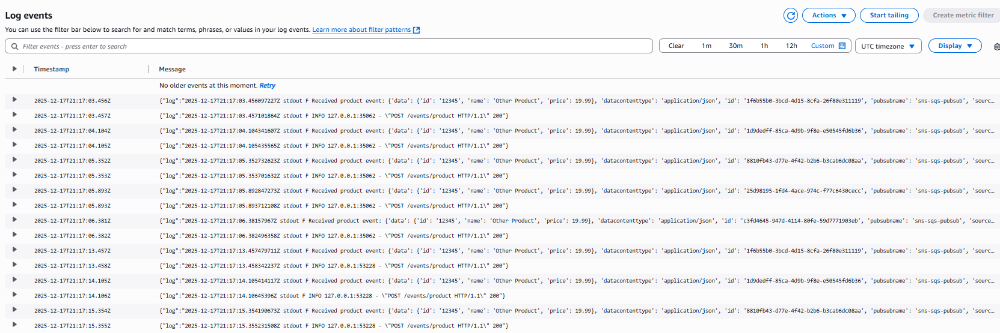 Log events
Actions
Start tailing
Create metric filter
You can use the filter bar below to search for and match terms, phrases, or values in your log events. Learn more about filter patterns
Filter events - press enter to search
Clear 1m 30m 1h 12h Custom
UTC timezone
Display
Timestamp Message
No older events at this moment. Retry
2025-12-17T21:17:03.456Z {"log":"2025-12-17T21:17:03.456097227Z stdout F Received product event: {'data': {'id': '12345', 'name': 'Other Product', 'price': 19.99}, 'datacontenttype': 'application/json', 'id': '1f6b55b0-3bcd-4d15-8cfa-26f80e311119', 'pubsubname': 'sns-sqs-pubsub', 'sourc…
2025-12-17T21:17:03.457Z {"log":"2025-12-17T21:17:03.457101864Z stdout F INFO 127.0.0.1:35062 - \"POST /events/product HTTP/1.1\" 200"}
2025-12-17T21:17:04.104Z {"log":"2025-12-17T21:17:04.104341607Z stdout F Received product event: {'data': {'id': '12345', 'name': 'Other Product', 'price': 19.99}, 'datacontenttype': 'application/json', 'id': '1d9dedff-85ca-4d9b-9f8e-e50545fd6b36', 'pubsubname': 'sns-sqs-pubsub', 'sourc…
2025-12-17T21:17:04.105Z {"log":"2025-12-17T21:17:04.105435565Z stdout F INFO 127.0.0.1:35062 - \"POST /events/product HTTP/1.1\" 200"}
2025-12-17T21:17:05.352Z {"log":"2025-12-17T21:17:05.352732623Z stdout F Received product event: {'data': {'id': '12345', 'name': 'Other Product', 'price': 19.99}, 'datacontenttype': 'application/json', 'id': '8810fb43-d77e-4f42-b2b6-b3cab6dc08aa', 'pubsubname': 'sns-sqs-pubsub', 'sourc…
2025-12-17T21:17:05.353Z {"log":"2025-12-17T21:17:05.353701632Z stdout F INFO 127.0.0.1:35062 - \"POST /events/product HTTP/1.1\" 200"}
2025-12-17T21:17:05.893Z {"log":"2025-12-17T21:17:05.892847273Z stdout F Received product event: {'data': {'id': '12345', 'name': 'Other Product', 'price': 19.99}, 'datacontenttype': 'application/json', 'id': '25d98195-1fd4-4ace-974c-f77c6430cecc', 'pubsubname': 'sns-sqs-pubsub', 'sourc…
2025-12-17T21:17:05.893Z {"log":"2025-12-17T21:17:05.893712108Z stdout F INFO 127.0.0.1:35062 - \"POST /events/product HTTP/1.1\" 200"}
2025-12-17T21:17:06.381Z {"log":"2025-12-17T21:17:06.38157967Z stdout F Received product event: {'data': {'id': '12345', 'name': 'Other Product', 'price': 19.99}, 'datacontenttype': 'application/json', 'id': 'c3fd4645-947d-4114-80fe-59d7771903eb', 'pubsubname': 'sns-sqs-pubsub', 'source…
2025-12-17T21:17:06.382Z {"log":"2025-12-17T21:17:06.382496358Z stdout F INFO 127.0.0.1:35062 - \"POST /events/product HTTP/1.1\" 200"}
2025-12-17T21:17:13.457Z {"log":"2025-12-17T21:17:13.457479711Z stdout F Received product event: {'data': {'id': '12345', 'name': 'Other Product', 'price': 19.99}, 'datacontenttype': 'application/json', 'id': '1f6b55b0-3bcd-4d15-8cfa-26f80e311119', 'pubsubname': 'sns-sqs-pubsub', 'sourc…
2025-12-17T21:17:13.458Z {"log":"2025-12-17T21:17:13.458342237Z stdout F INFO 127.0.0.1:53228 - \"POST /events/product HTTP/1.1\" 200"}
2025-12-17T21:17:14.105Z {"log":"2025-12-17T21:17:14.105414117Z stdout F Received product event: {'data': {'id': '12345', 'name': 'Other Product', 'price': 19.99}, 'datacontenttype': 'application/json', 'id': '1d9dedff-85ca-4d9b-9f8e-e50545fd6b36', 'pubsubname': 'sns-sqs-pubsub', 'sourc…
2025-12-17T21:17:14.106Z {"log":"2025-12-17T21:17:14.10645396Z stdout F INFO 127.0.0.1:53228 - \"POST /events/product HTTP/1.1\" 200"}
2025-12-17T21:17:15.354Z {"log":"2025-12-17T21:17:15.354190673Z stdout F Received product event: {'data': {'id': '12345', 'name': 'Other Product', 'price': 19.99}, 'datacontenttype': 'application/json', 'id': '8810fb43-d77e-4f42-b2b6-b3cab6dc08aa', 'pubsubname': 'sns-sqs-pubsub', 'sourc…
2025-12-17T21:17:15.355Z {"log":"2025-12-17T21:17:15.355231508Z stdout F INFO 127.0.0.1:53228 - \"POST /events/product HTTP/1.1\" 200"}